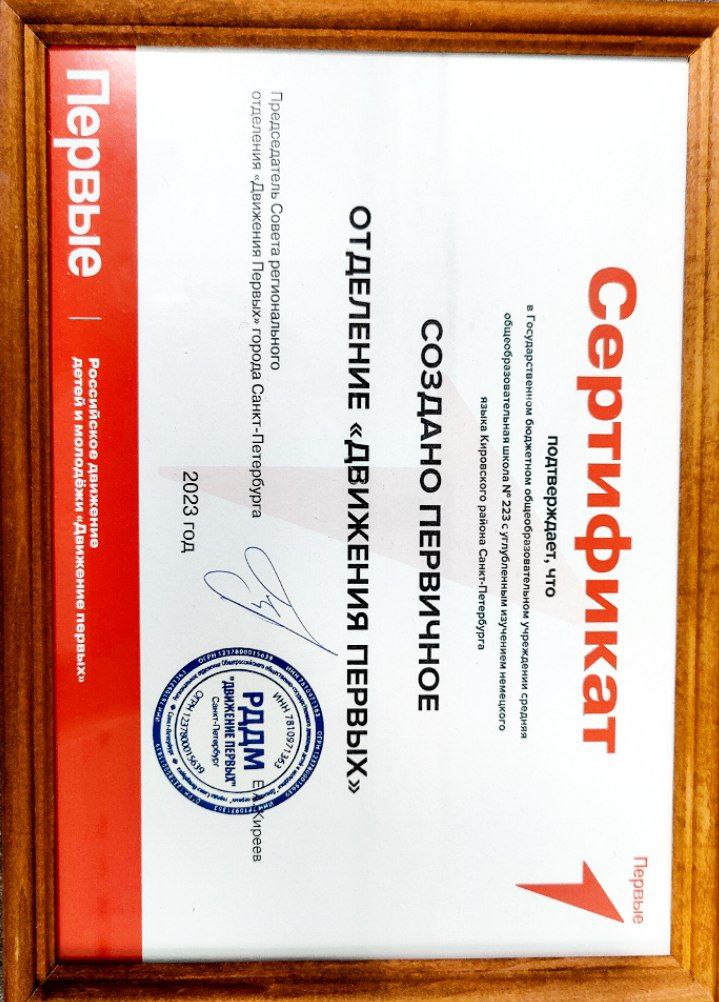 Первые
Сертификат
подтверждает, что
в Государственном бюджетном общеобразовательном учреждении средняя
общеобразовательная школа № 223 с углубленным изучением немецкого
языка Кировского района Санкт-Петербурга
СОЗДАНО ПЕРВИЧНОЕ
ОТДЕЛЕНИЕ «ДВИЖЕНИЯ ПЕРВЫХ»
Председатель Совета регионального
отделения «Движения Первых» города Санкт-Петербурга
Киреев
ИНН 7810971363
РДДМ
"ДВИЖЕНИЕ ПЕРВЫХ"
Санкт-Петербург
ОГРН 1237800015639
2023 год
Первые
Российское движение
детей и молодёжи «Движение первых»